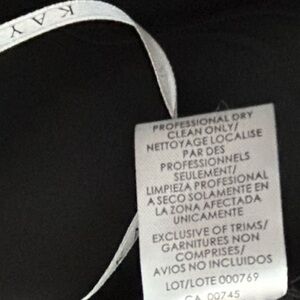 KAY
PROFESSIONAL DRY
CLEAN ONLY/
NETTOYAGE LOCALISE
PAR DES
PROFESSIONNELS
SEULEMENT/
LIMPIEZA PROFESIONAL
A SECO SOLAMENTE EN
LA ZONA AFECTADA
UNICAMENTE
EXCLUSIVE OF TRIMS/
GARNITURES NON
COMPRISES/
AVIOS NO INCLUIDOS
LOT/LOTE 000769
CA 00745